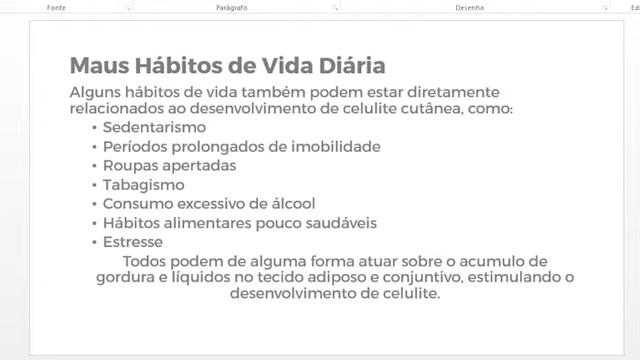 Fonte Parágrafo Desenho Ed
Maus Hábitos de Vida Diária
Alguns hábitos de vida também podem estar diretamente
relacionados ao desenvolvimento de celulite cutânea, como:
• Sedentarismo
• Períodos prolongados de imobilidade
• Roupas apertadas
• Tabagismo
• Consumo excessivo de álcool
• Hábitos alimentares pouco saudáveis
• Estresse
Todos podem de alguma forma atuar sobre o acumulo de
gordura e líquidos no tecido adiposo e conjuntivo, estimulando o
desenvolvimento de celulite.